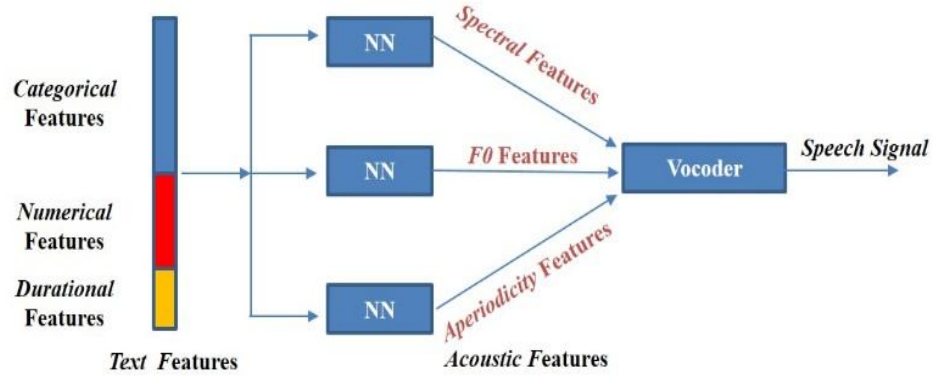 Categorical
Features
Numerical
Features
Durational
Features
Text Features
NN
NN
NN
Spectral Features
F0 Features
Aperiodicity Features
Acoustic Features
Vocoder
Speech Signal